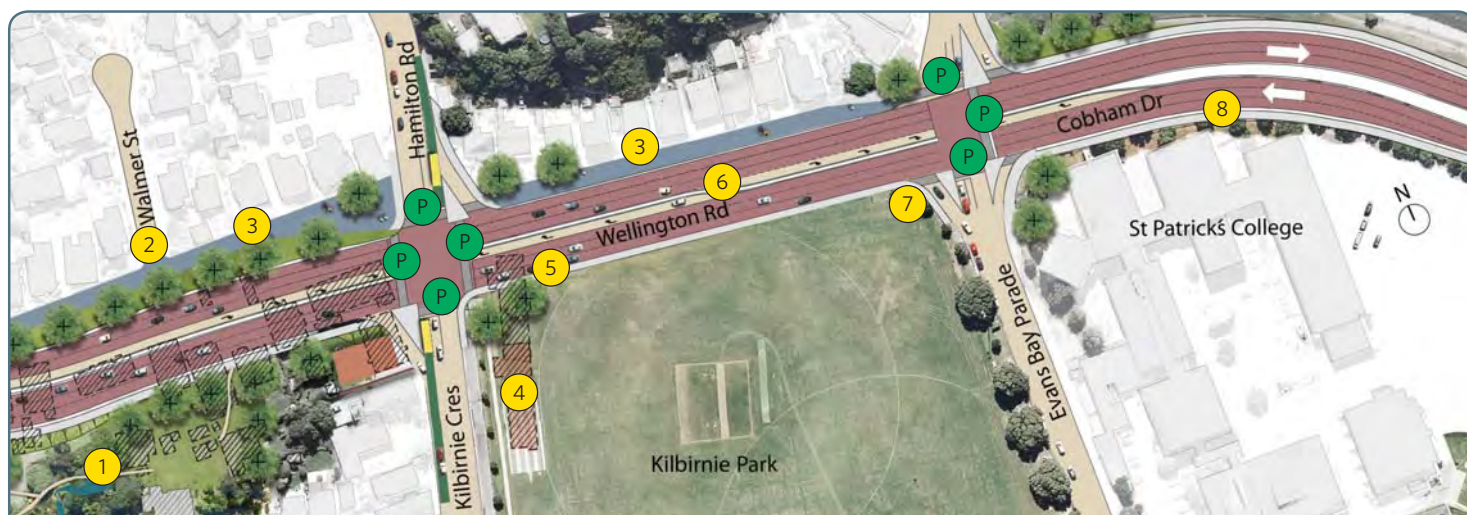 Hamilton Rd
P
P
Walmer St
3
Cobham Dr
8
P
6
N
P
P
7
Wellington Rd
St Patrick's College
3
2
P
P
5
P
Evans Bay Parade
4
Kilbirnie Cres
Kilbirnie Park
1